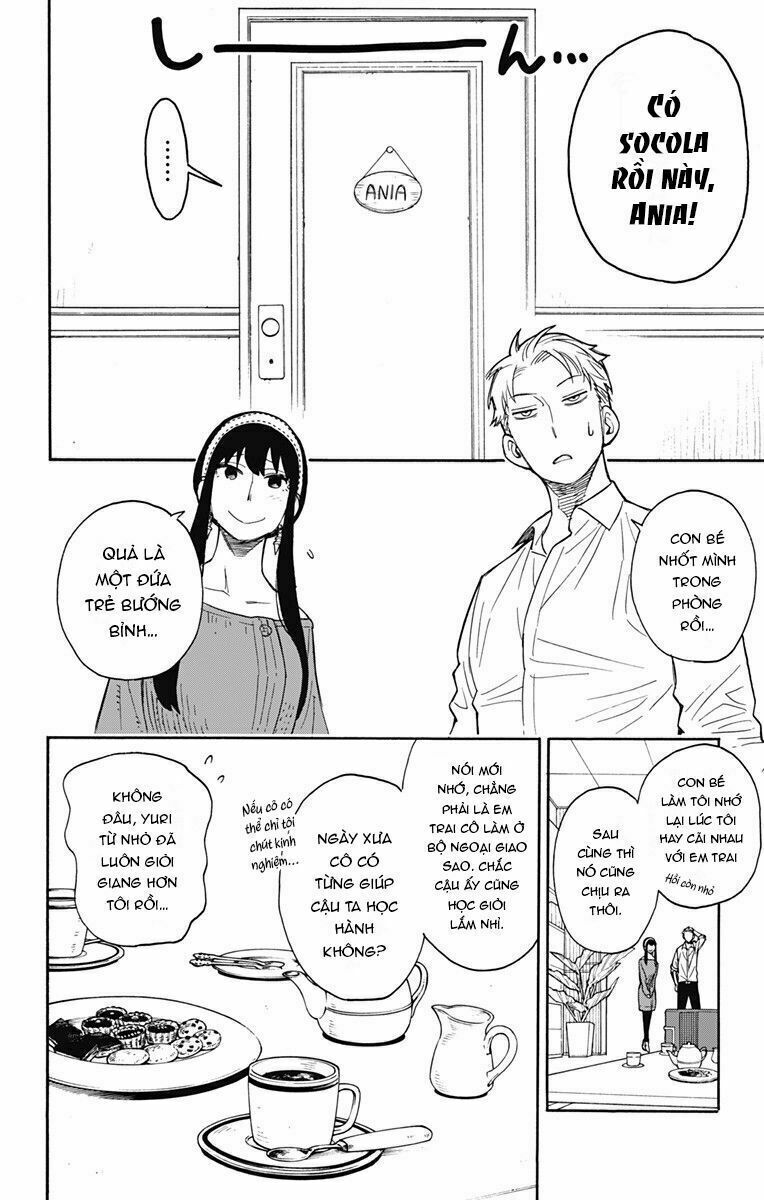 しーーん…
CÓ
SOCOLA
RỒI NÀY,
ANIA!
ANIA
........
CON BÉ
NHỐT MÌNH
TRONG
PHÒNG
RỒI...
QUẢ LÀ
MỘT ĐỨA
TRẺ BƯỚNG
BỈNH...
CON BÉ
LÀM TÔI NHỚ
LẠI LÚC TÔI
HAY CÃI NHAU
VỚI EM TRAI
Hồi còn nhỏ
SAU
CÙNG THÌ
NÓ CŨNG
CHỊU RA
THÔI.
NÓI MỚI
NHỚ, CHẲNG
PHẢI LÀ EM
TRAI CÔ LÀM Ở
BỘ NGOẠI GIAO
SAO. CHẮC
CẬU ẤY CŨNG
HỌC GIỎI
LẮM NHỈ.
NGÀY XƯA
CÔ CÓ
TỪNG GIÚP
CẬU TA HỌC
HÀNH
KHÔNG?
Nếu cô có
thể chỉ tôi
chút kinh
nghiệm...
KHÔNG
ĐÂU, YURI
TỪ NHỎ ĐÃ
LUÔN GIỎI
GIANG HƠN
TÔI RỒI...